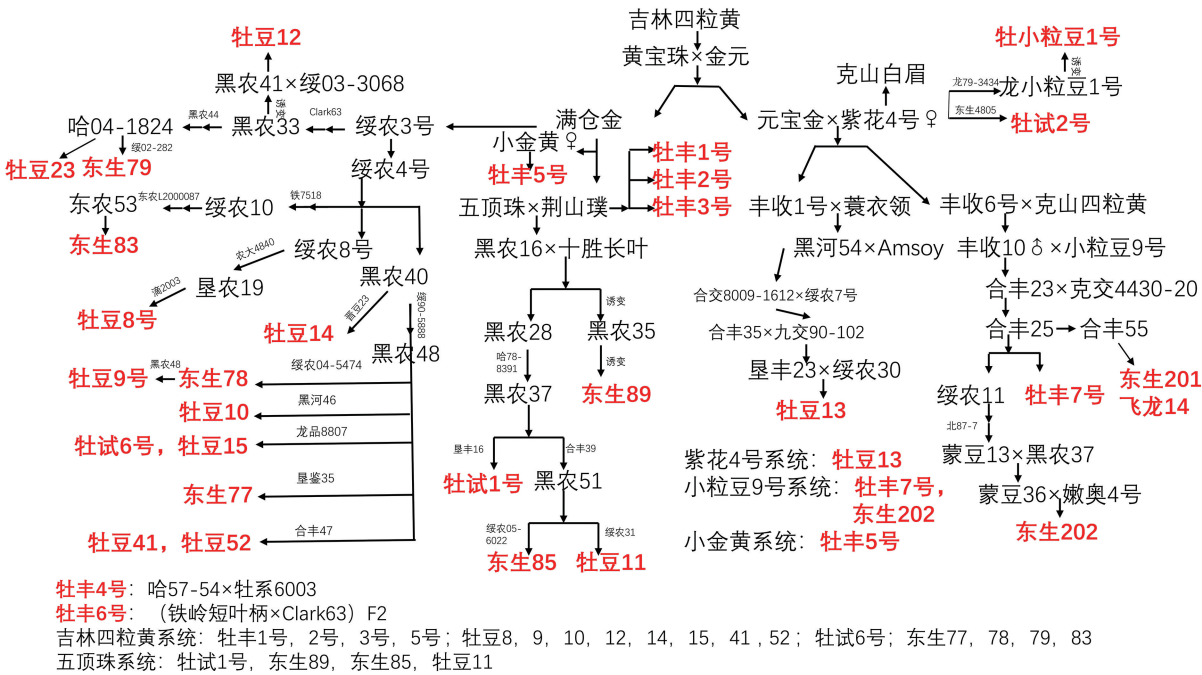 吉林四粒黄
黄宝珠×金元
牡豆12
牡小粒豆1号
诱变
黑农41×绥03-3068
克山白眉
龙79-3434
龙小粒豆1号
诱变
Clark63
黑农44
东生4805
哈04-1824
黑农33
绥农3号
满仓金
元宝金×紫花4号♀
牡试2号
小金黄♀
绥02-282
牡豆23
东生79
绥农4号
牡丰5号
牡丰1号
牡丰2号
牡丰3号
东农53
东农L2000087
绥农10
铁7518
五顶珠×荆山璞
丰收1号×蓑衣领
丰收6号×克山四粒黄
东生83
农大4840
绥农8号
黑农16×十胜长叶
黑河54×Amsoy
丰收10♂×小粒豆9号
黑农40
垦农19
滴2003
合交8009-1612×绥农7号
合丰23×克交4430-20
诱变
牡豆8号
晋豆23
绥90-5888
牡豆14
黑农28
黑农35
合丰35×九交90-102
合丰25
合丰55
黑农48
哈78-
8391
诱变
绥农04-5474
黑农48
牡豆9号
东生78
垦丰23×绥农30
东生201
飞龙14
黑农37
东生89
绥农11
牡丰7号
牡豆10
黑河46
牡豆13
北87-7
牡试6号，牡豆15
龙品8807
垦丰16
合丰39
蒙豆13×黑农37
紫花4号系统：牡豆13
牡试1号
黑农51
小粒豆9号系统：牡丰7号，
东生202
蒙豆36×嫩奥4号
东生77
垦鉴35
东生202
小金黄系统：牡丰5号
绥农05-
6022
绥农31
牡豆41，牡豆52
合丰47
东生85
牡豆11
牡丰4号：哈57-54×牡系6003
牡丰6号：（铁岭短叶柄×Clark63）F2
吉林四粒黄系统：牡丰1号，2号，3号，5号；牡豆8，9，10，12，14，15，41，52；牡试6号；东生77，78，79，83
五顶珠系统：牡试1号，东生89，东生85，牡豆11